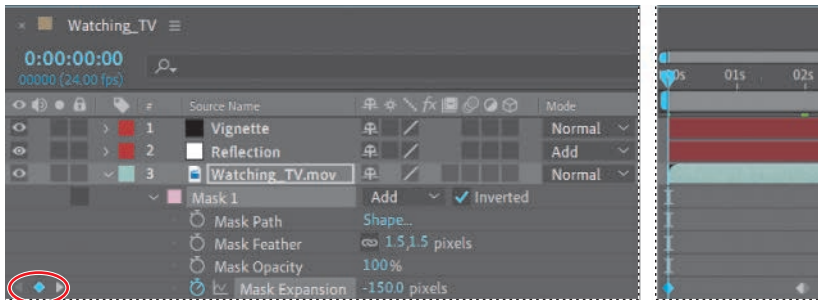 Watching_TV
0:00:00:00
00000 (24.00 fps)
# Source Name Mode
1 Vignette Normal
2 Reflection Add
3 Watching_TV.mov Normal
Mask 1 Add Inverted
Mask Path Shape...
Mask Feather 1.5,1.5 pixels
Mask Opacity 100%
Mask Expansion -150.0 pixels
01s 02s